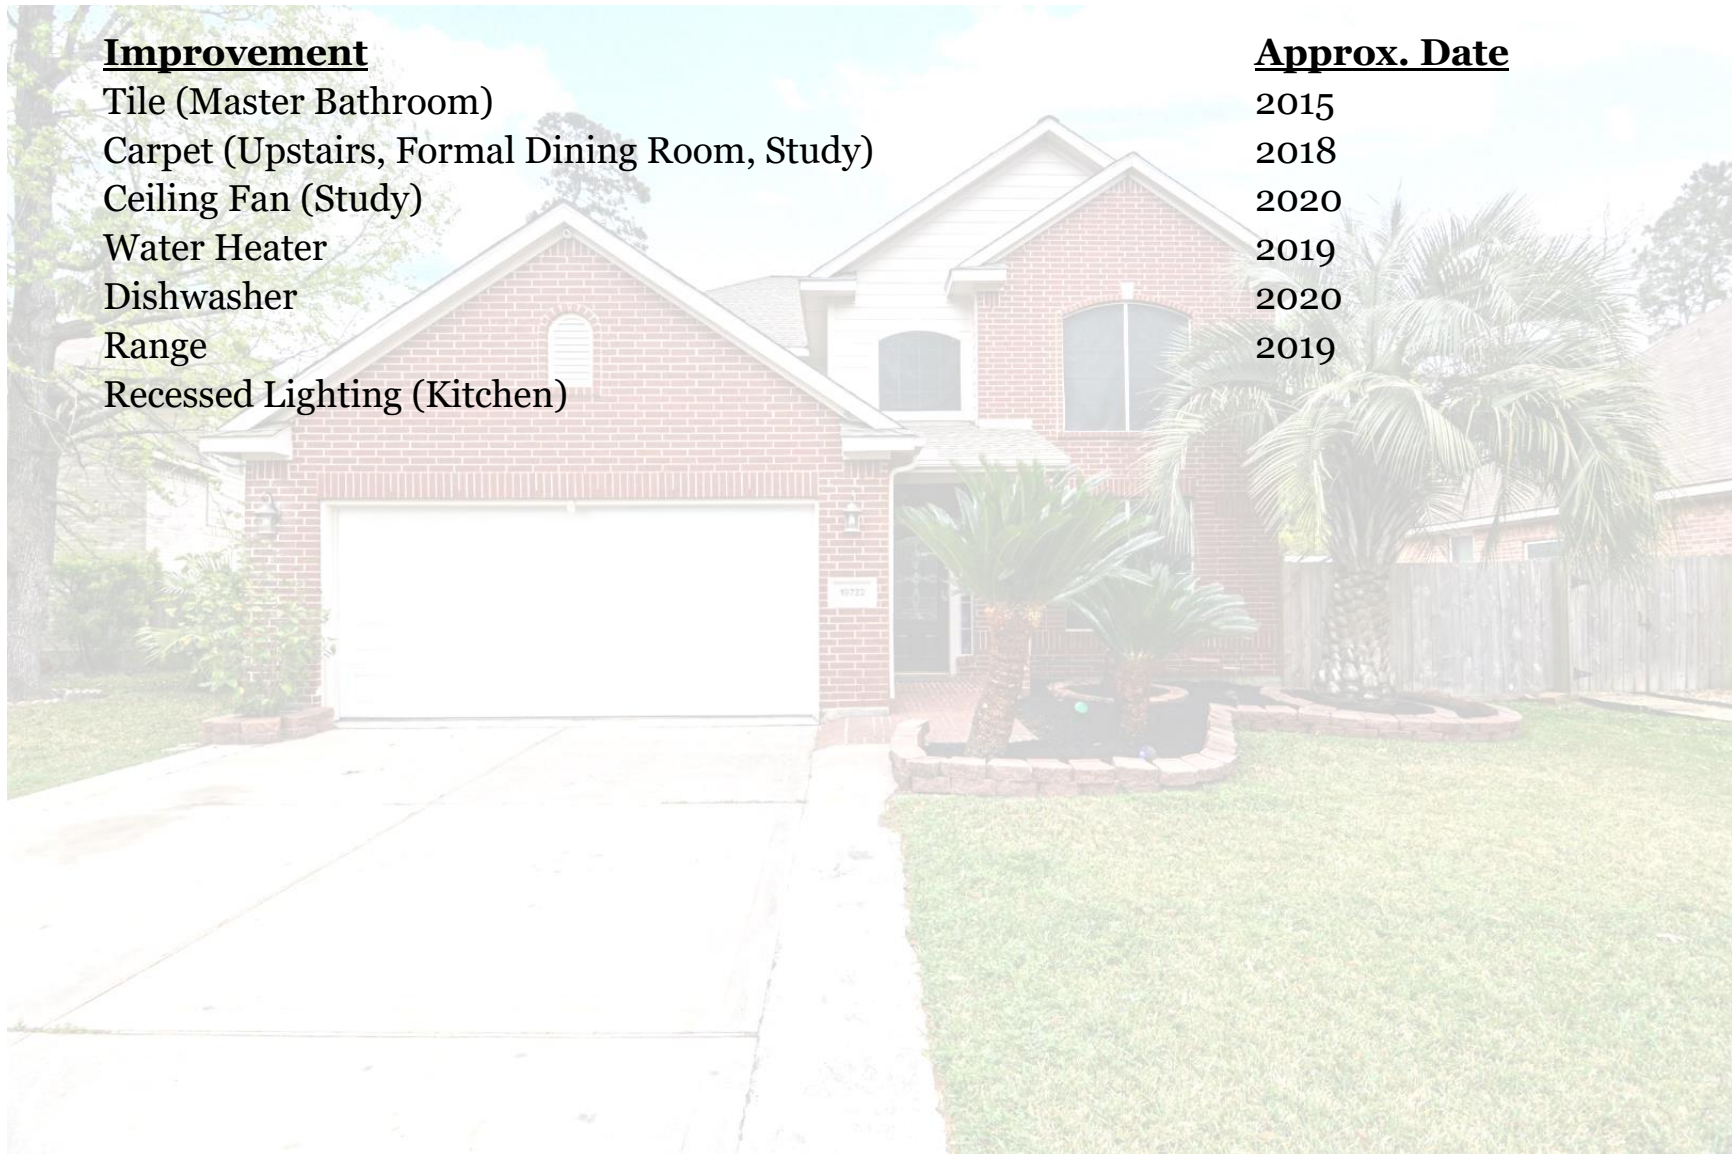 Improvement Approx. Date
Tile (Master Bathroom) 2015
Carpet (Upstairs, Formal Dining Room, Study) 2018
Ceiling Fan (Study) 2020
Water Heater 2019
Dishwasher 2020
Range 2019
Recessed Lighting (Kitchen)